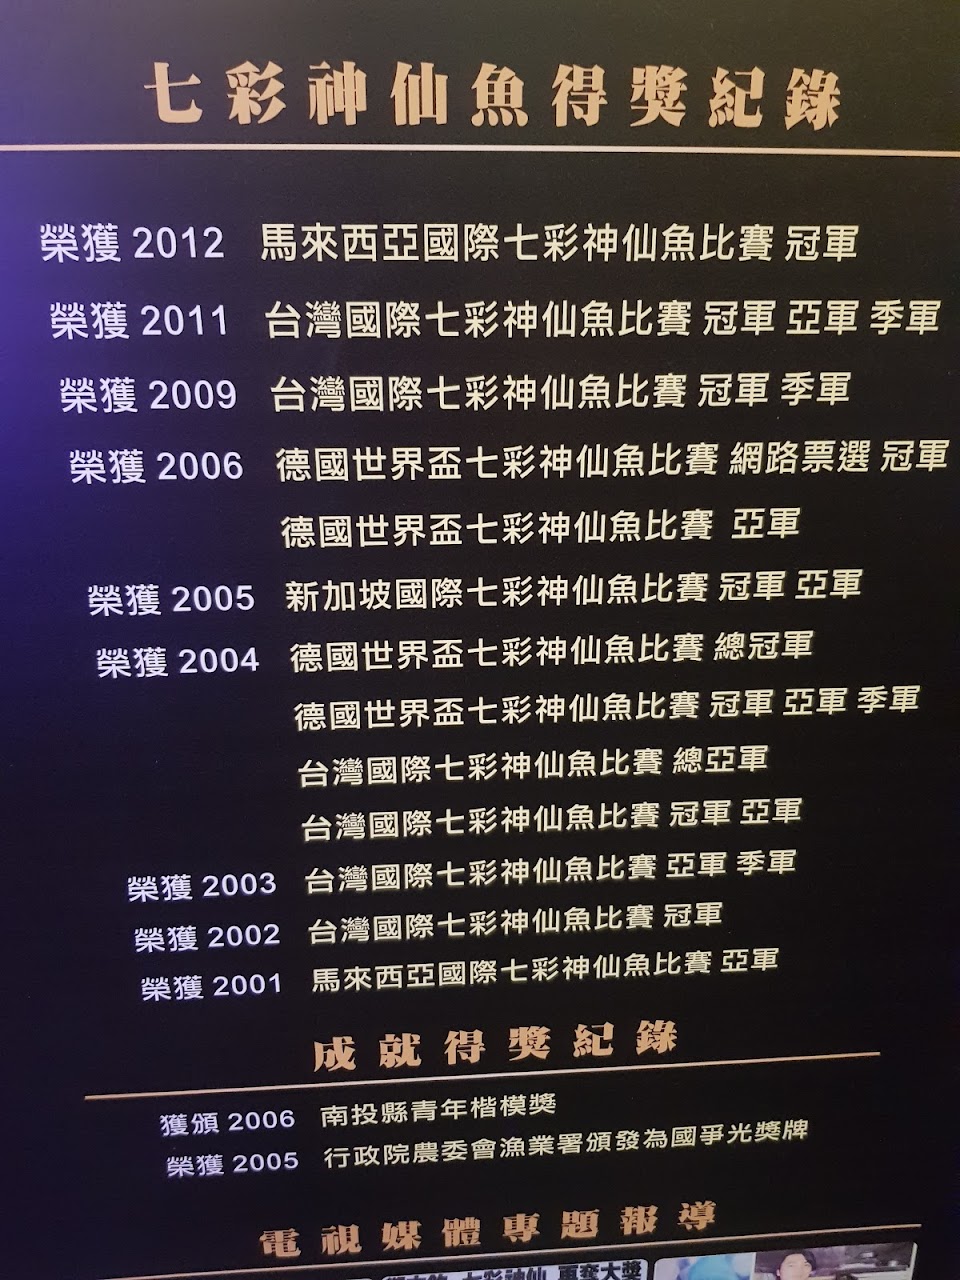 七彩神仙魚得獎紀錄
榮獲 2012 馬來西亞國際七彩神仙魚比賽 冠軍
榮獲 2011 台灣國際七彩神仙魚比賽 冠軍 亞軍 季軍
榮獲 2009 台灣國際七彩神仙魚比賽 冠軍 季軍
榮獲 2006 德國世界盃七彩神仙魚比賽 網路票選 冠軍
德國世界盃七彩神仙魚比賽 亞軍
榮獲 2005 新加坡國際七彩神仙魚比賽 冠軍 亞軍
榮獲 2004 德國世界盃七彩神仙魚比賽 總冠軍
德國世界盃七彩神仙魚比賽 冠軍 亞軍 季軍
台灣國際七彩神仙魚比賽 總亞軍
台灣國際七彩神仙魚比賽 冠軍 亞軍
榮獲 2003 台灣國際七彩神仙魚比賽 亞軍 季軍
榮獲 2002 台灣國際七彩神仙魚比賽 冠軍
榮獲 2001 馬來西亞國際七彩神仙魚比賽 亞軍
成就得獎紀錄
獲頒 2006 南投縣青年楷模獎
榮獲 2005 行政院農委會漁業署頒發為國爭光獎牌
電視媒體專題報導
七彩神仙 再奪大獎